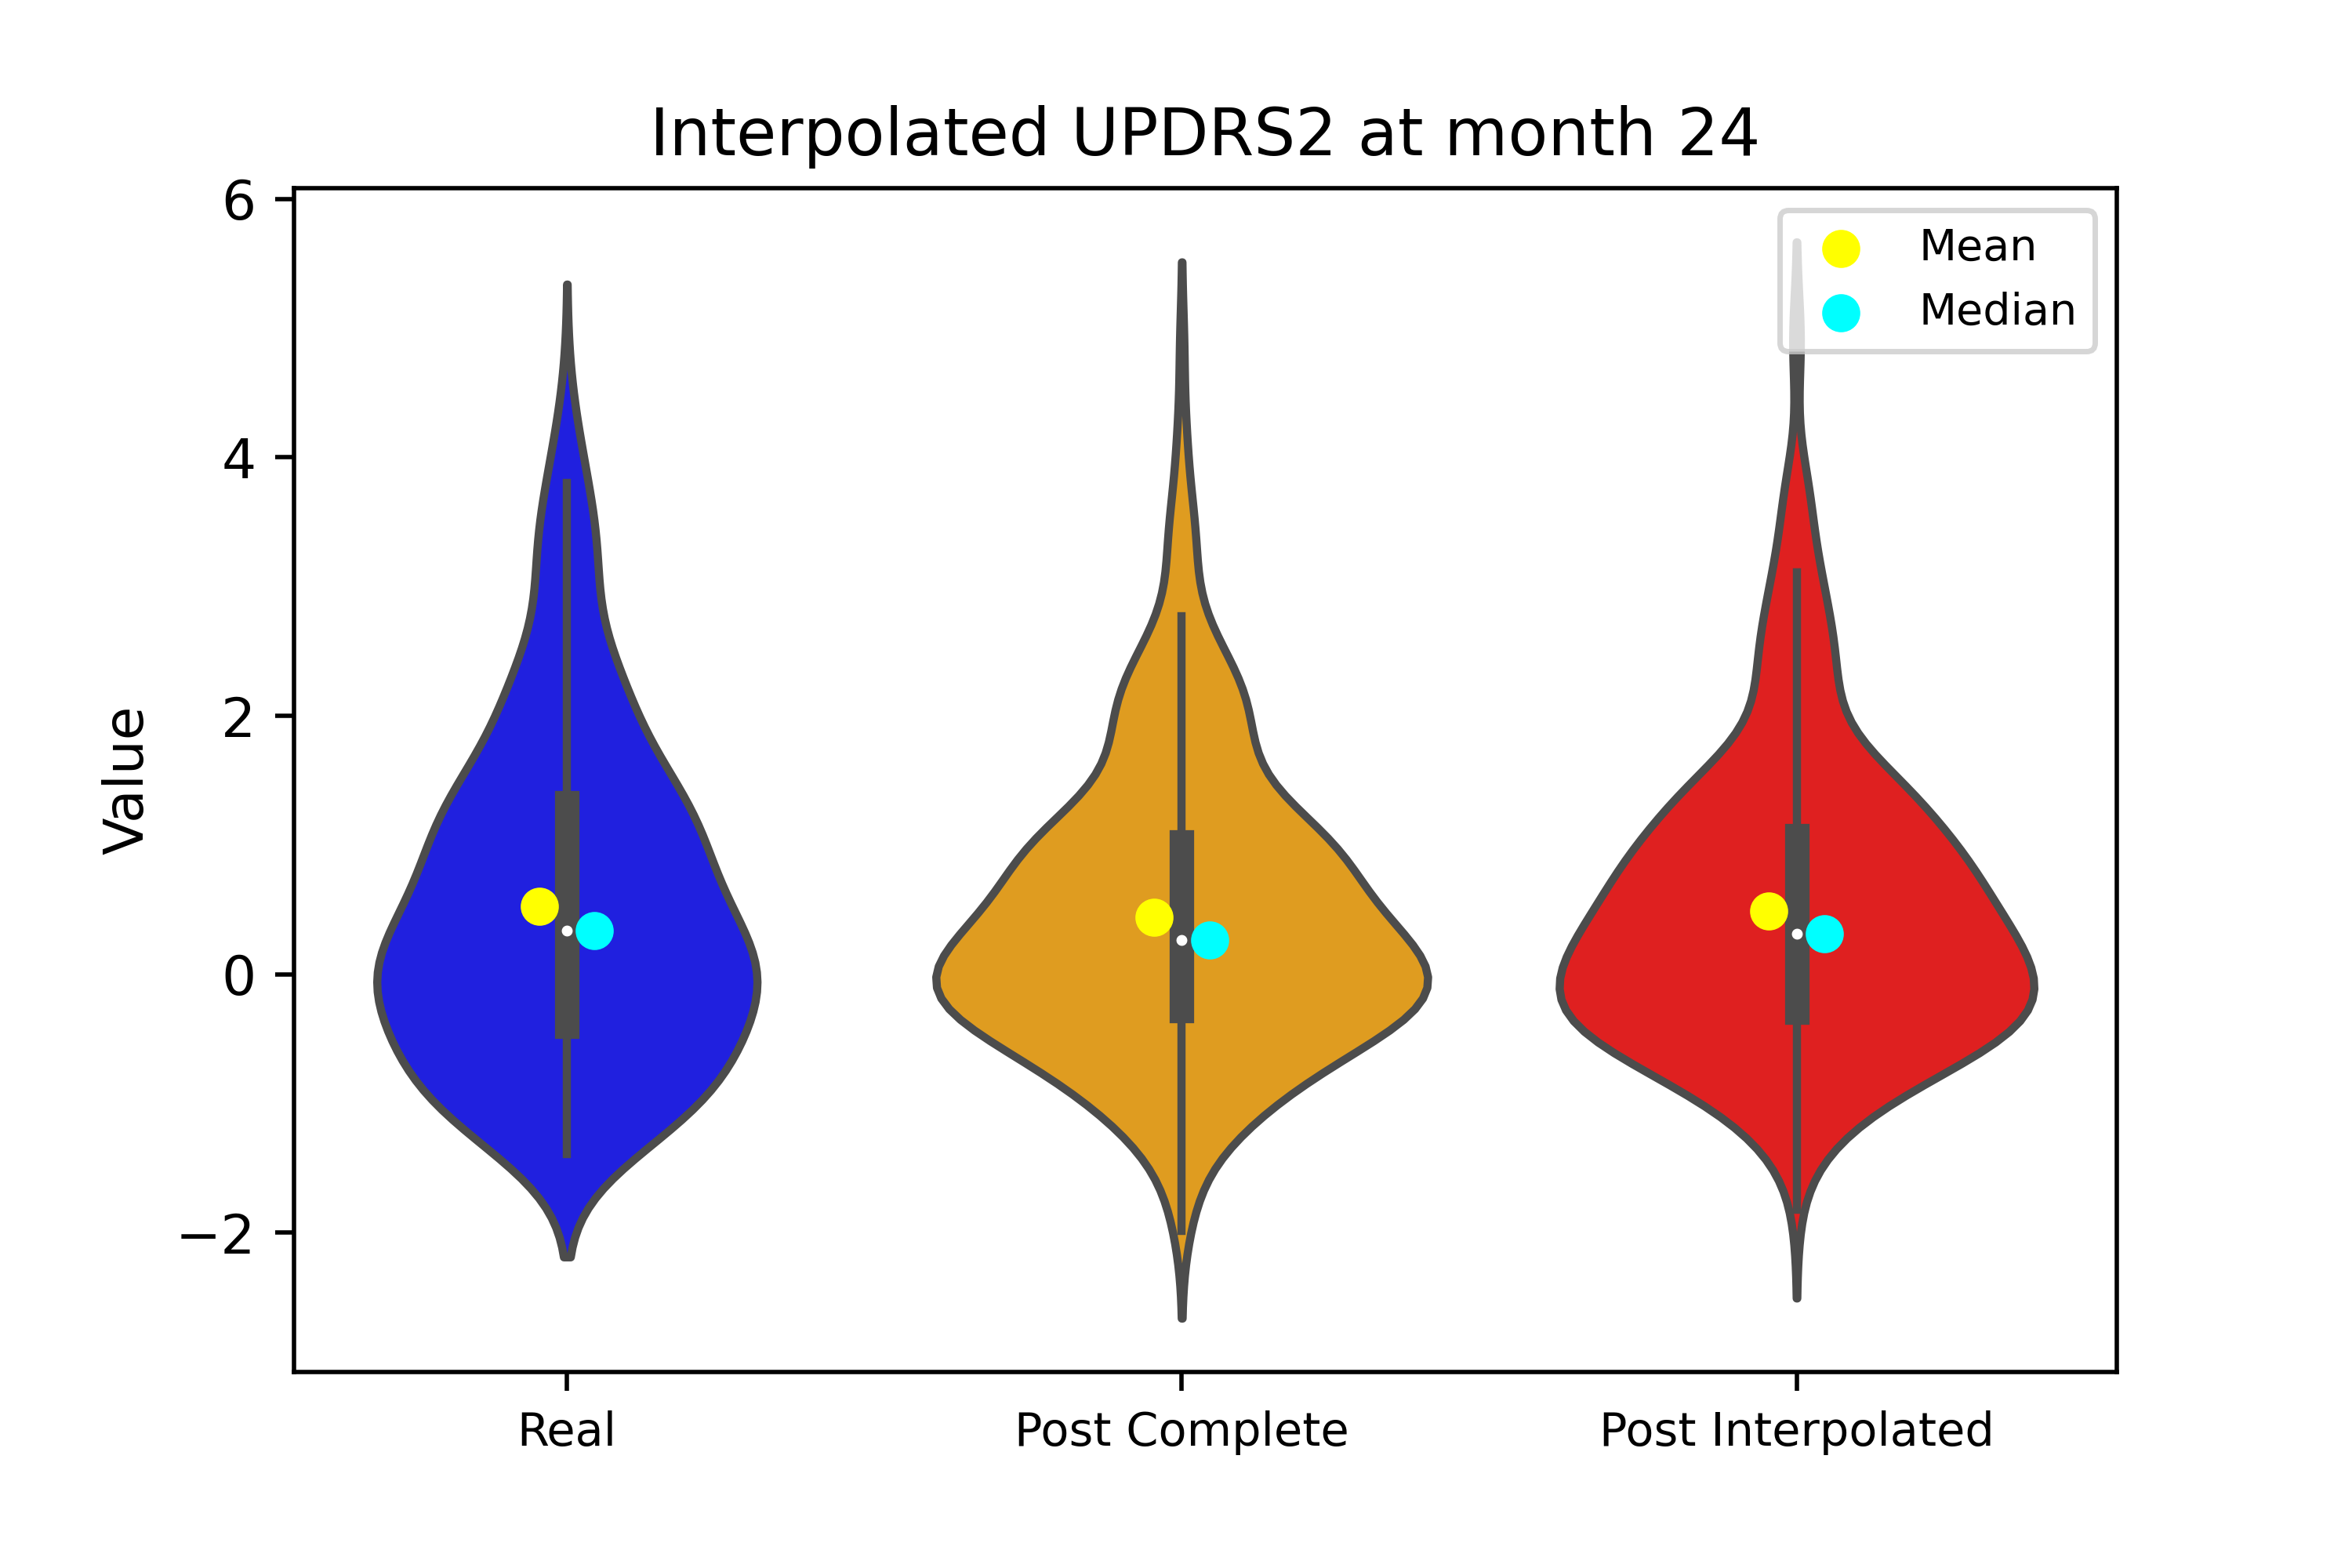 Interpolated UPDRS2 at month 24
6
4
2
0
−2
Value
Mean
Median
Real
Post Complete
Post Interpolated